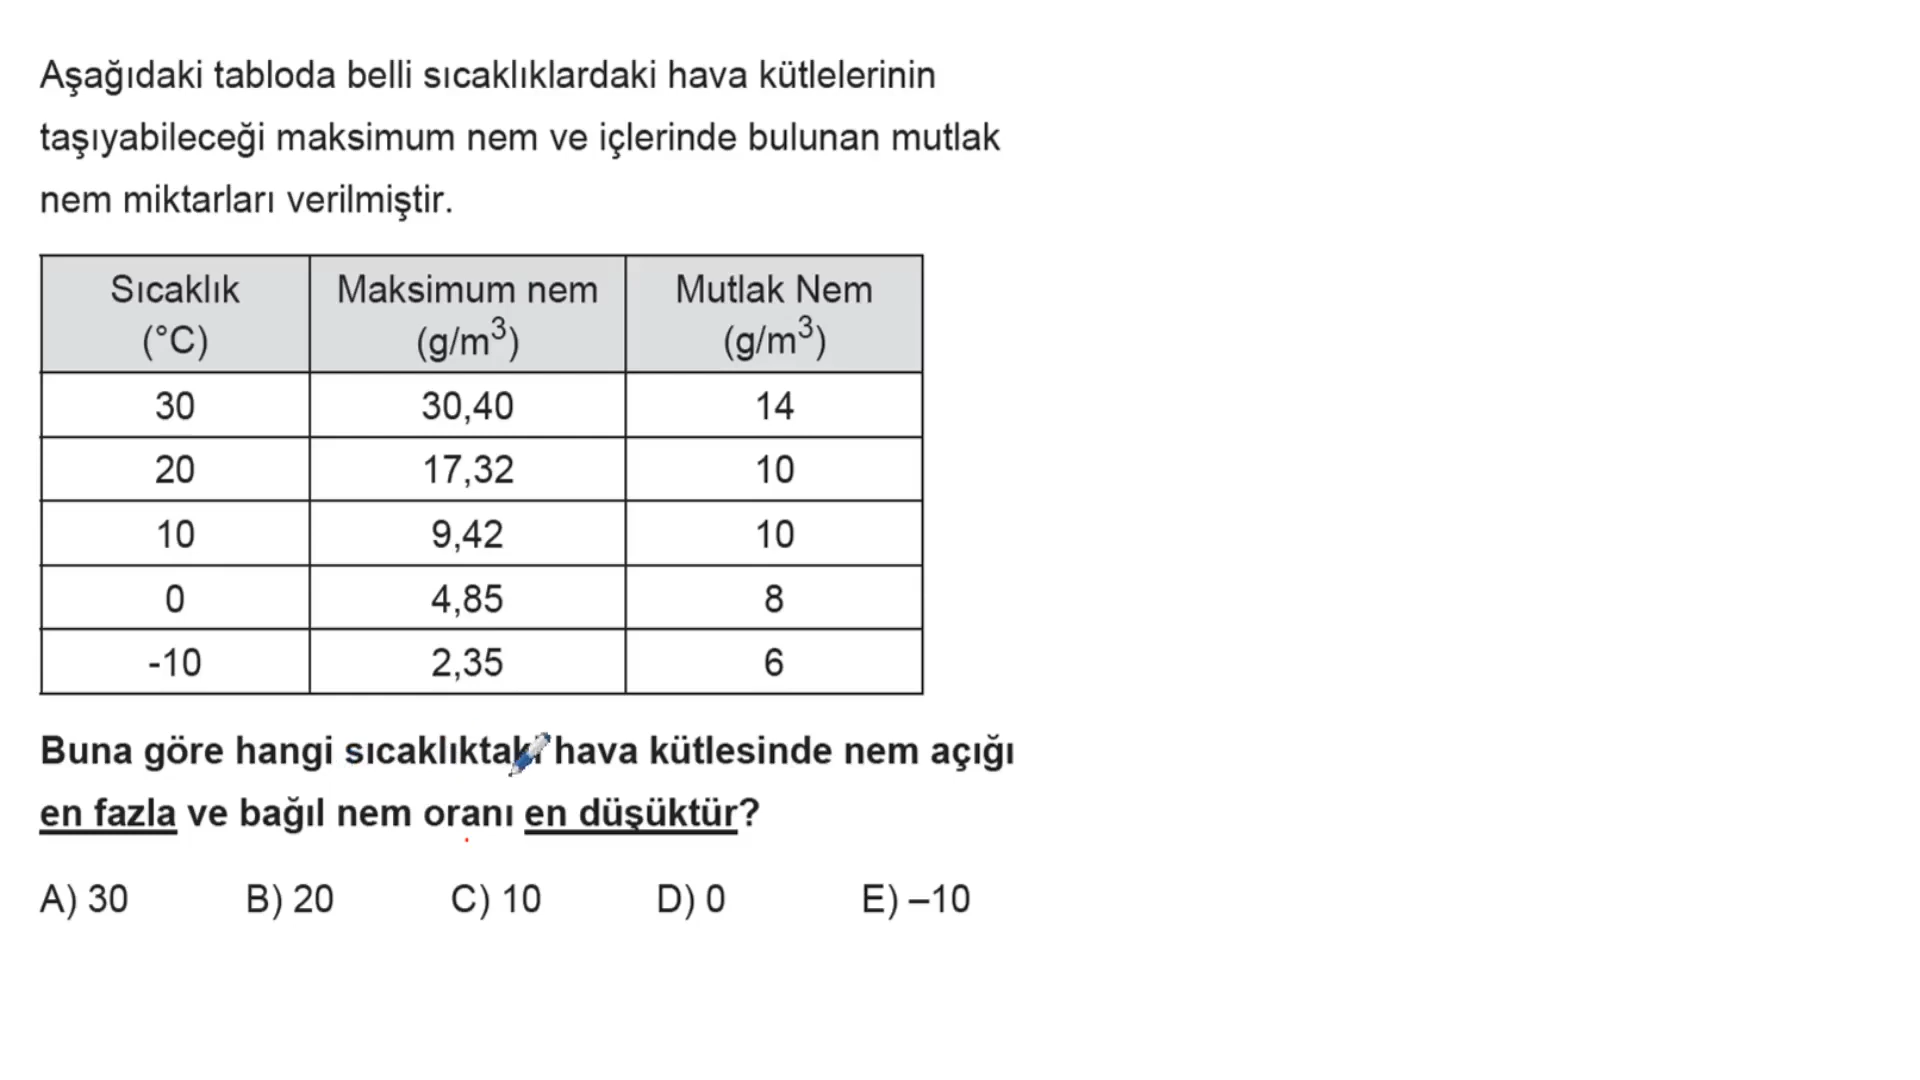 Aşağıdaki tabloda belli sıcaklıklardaki hava kütlelerinin
taşıyabileceği maksimum nem ve içlerinde bulunan mutlak
nem miktarları verilmiştir.
Sıcaklık (°C) Maksimum nem (g/m³) Mutlak Nem (g/m³)
30 30,40 14
20 17,32 10
10 9,42 10
0 4,85 8
-10 2,35 6
Buna göre hangi sıcaklıktaki hava kütlesinde nem açığı
en fazla ve bağıl nem oranı en düşüktür?
A) 30 B) 20 C) 10 D) 0 E) –10